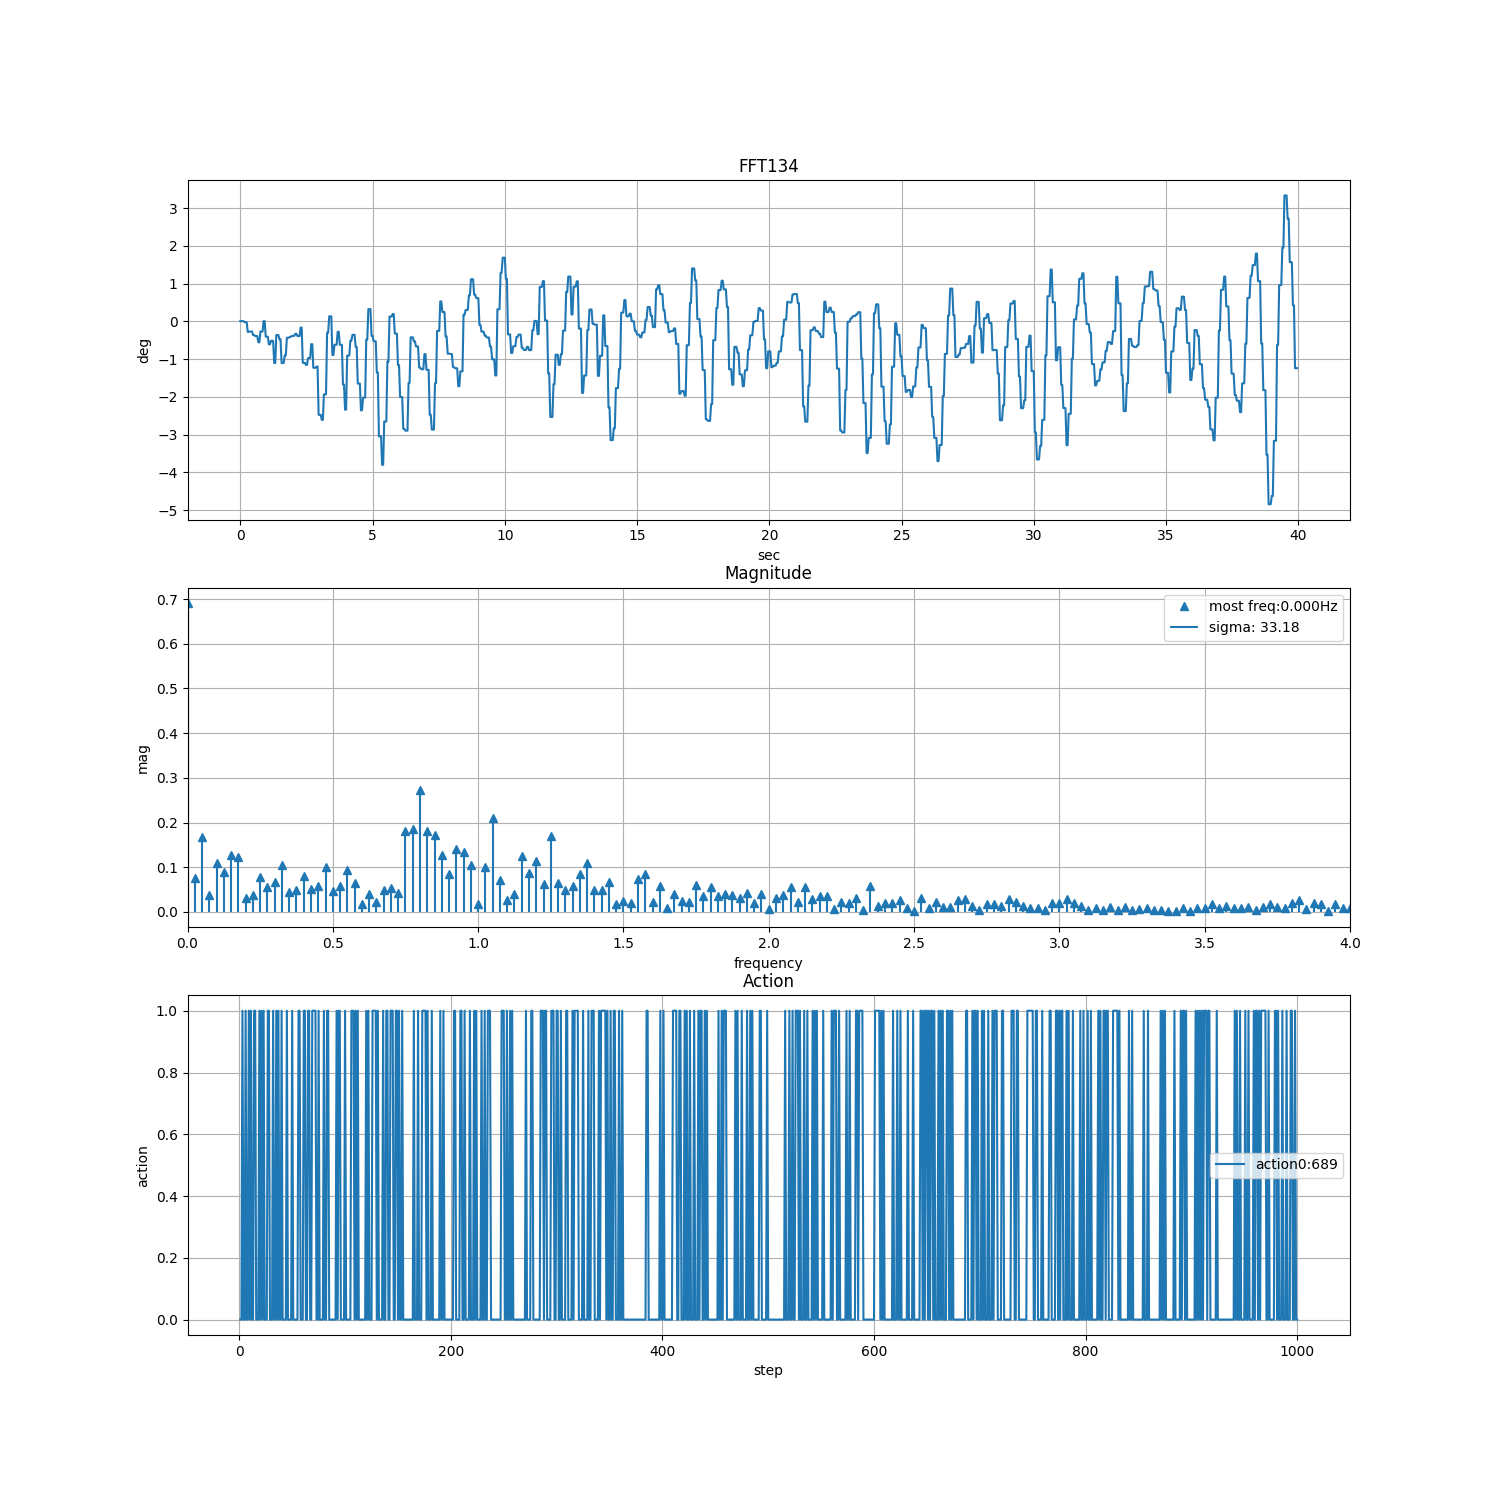 FFT134
3
2
1
0
−1
−2
−3
−4
−5
deg
0 5 10 15 20 25 30 35 40
sec
Magnitude
0.7
0.6
0.5
0.4
0.3
0.2
0.1
0.0
mag
most freq:0.000Hz
sigma: 33.18
0.0 0.5 1.0 1.5 2.0 2.5 3.0 3.5 4.0
frequency
Action
1.0
0.8
0.6
0.4
0.2
0.0
action
action0:689
0 200 400 600 800 1000
step